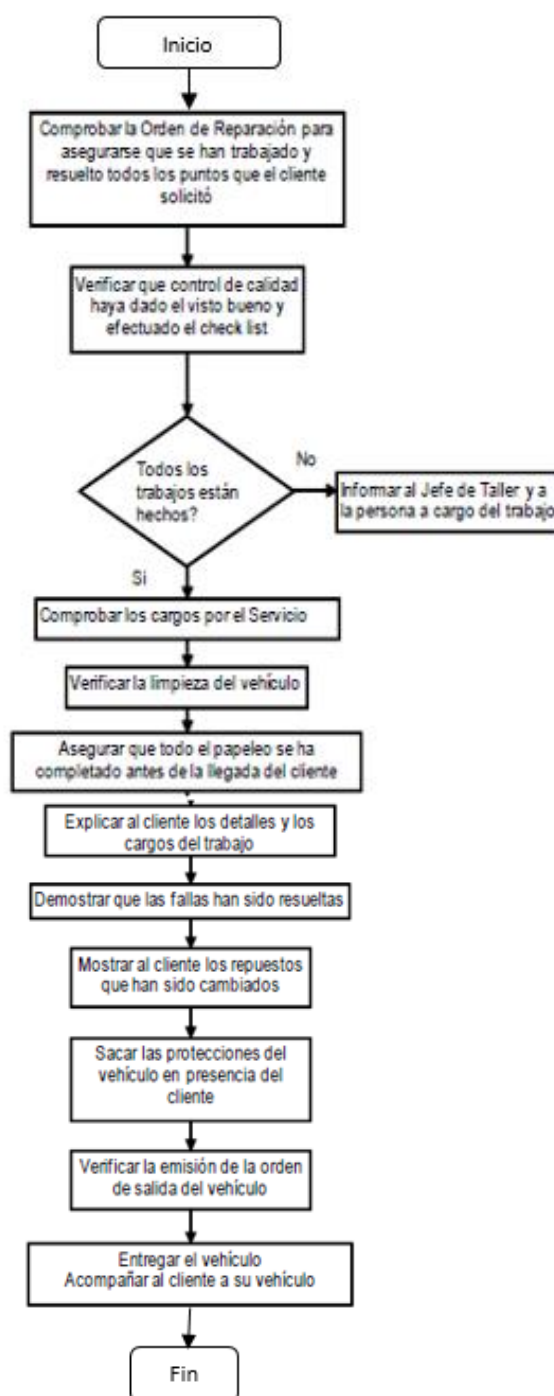 Inicio
Comprobar la Orden de Reparación para
asegurarse que se han trabajado y
resuelto todos los puntos que el cliente
solicitó
Verificar que control de calidad
haya dado el visto bueno y
efectuado el check list
Todos los
trabajos están
hechos?
No
Informar al Jefe de Taller y a
la persona a cargo del trabajo
Si
Comprobar los cargos por el Servicio
Verificar la limpieza del vehículo
Asegurar que todo el papeleo se ha
completado antes de la llegada del cliente
Explicar al cliente los detalles y los
cargos del trabajo
Demostrar que las fallas han sido resueltas
Mostrar al cliente los repuestos
que han sido cambiados
Sacar las protecciones del
vehículo en presencia del
cliente
Verificar la emisión de la orden
de salida del vehículo
Entregar el vehículo
Acompañar al cliente a su vehículo
Fin